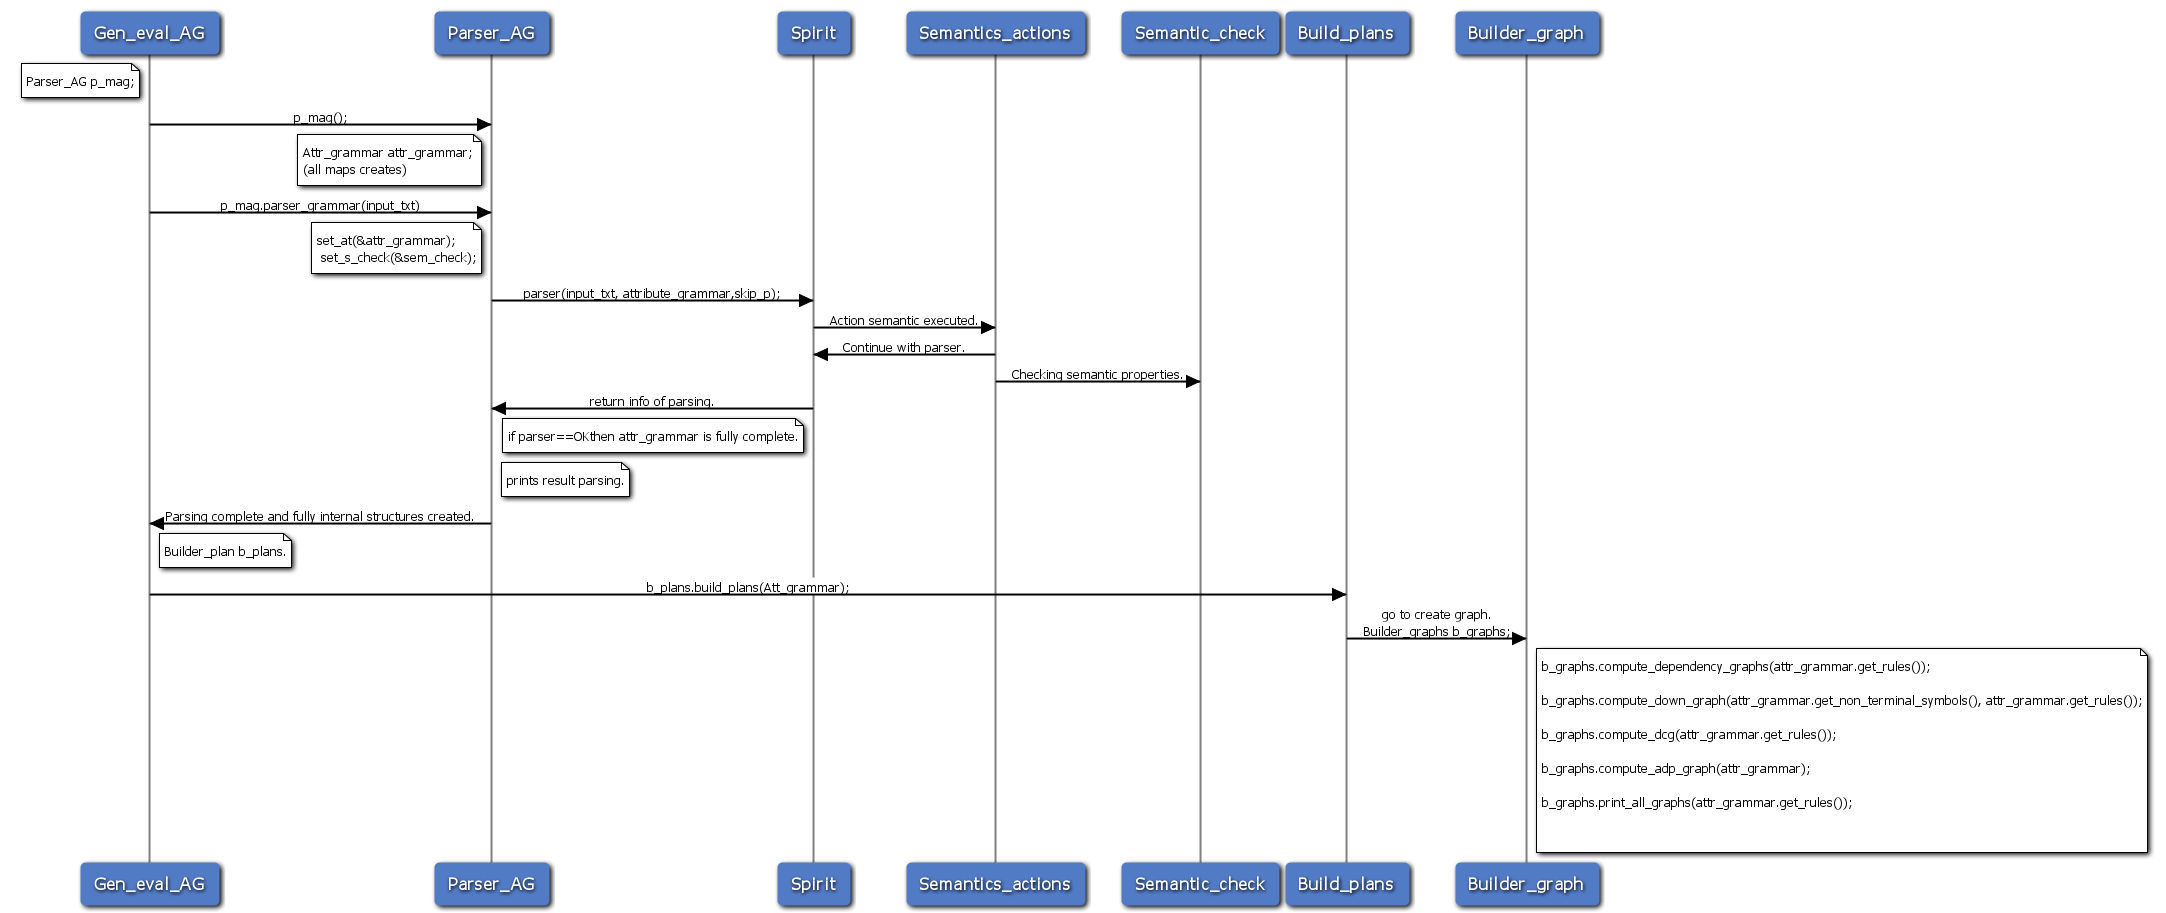 Gen_eval_AG
Parser_AG
Spirit
Semantics_actions
Semantic_check
Build_plans
Builder_graph
Parser_AG p_mag;
p_mag();
Attr_grammar attr_grammar;
(all maps creates)
p_mag.parser_grammar(input_txt)
set_at(&attr_grammar);
set_s_check(&sem_check);
parser(input_txt, attribute_grammar,skip_p);
Action semantic executed.
Continue with parser.
Checking semantic properties.
return info of parsing.
if parser==OKthen attr_grammar is fully complete.
prints result parsing.
Parsing complete and fully internal structures created.
Builder_plan b_plans.
b_plans.build_plans(Att_grammar);
go to create graph.
Builder_graphs b_graphs;
b_graphs.compute_dependency_graphs(attr_grammar.get_rules());
b_graphs.compute_down_graph(attr_grammar.get_non_terminal_symbols(), attr_grammar.get_rules());
b_graphs.compute_dcg(attr_grammar.get_rules());
b_graphs.compute_adp_graph(attr_grammar);
b_graphs.print_all_graphs(attr_grammar.get_rules());
Gen_eval_AG
Parser_AG
Spirit
Semantics_actions
Semantic_check
Build_plans
Builder_graph